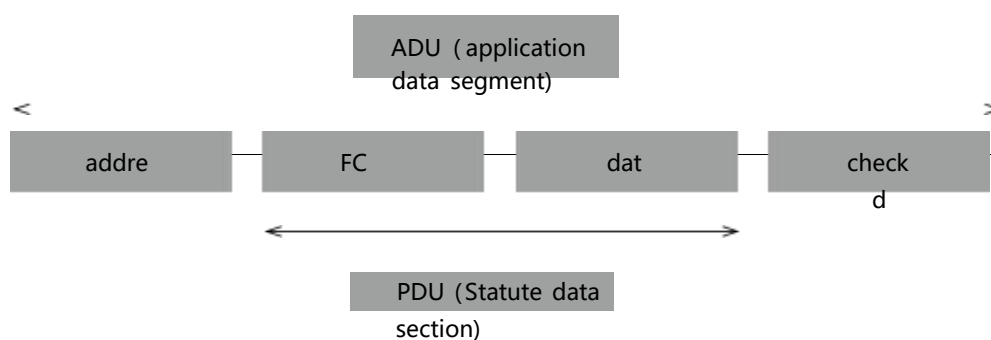 ADU (application
data segment)
addre FC dat check
d
PDU (Statute data
section)